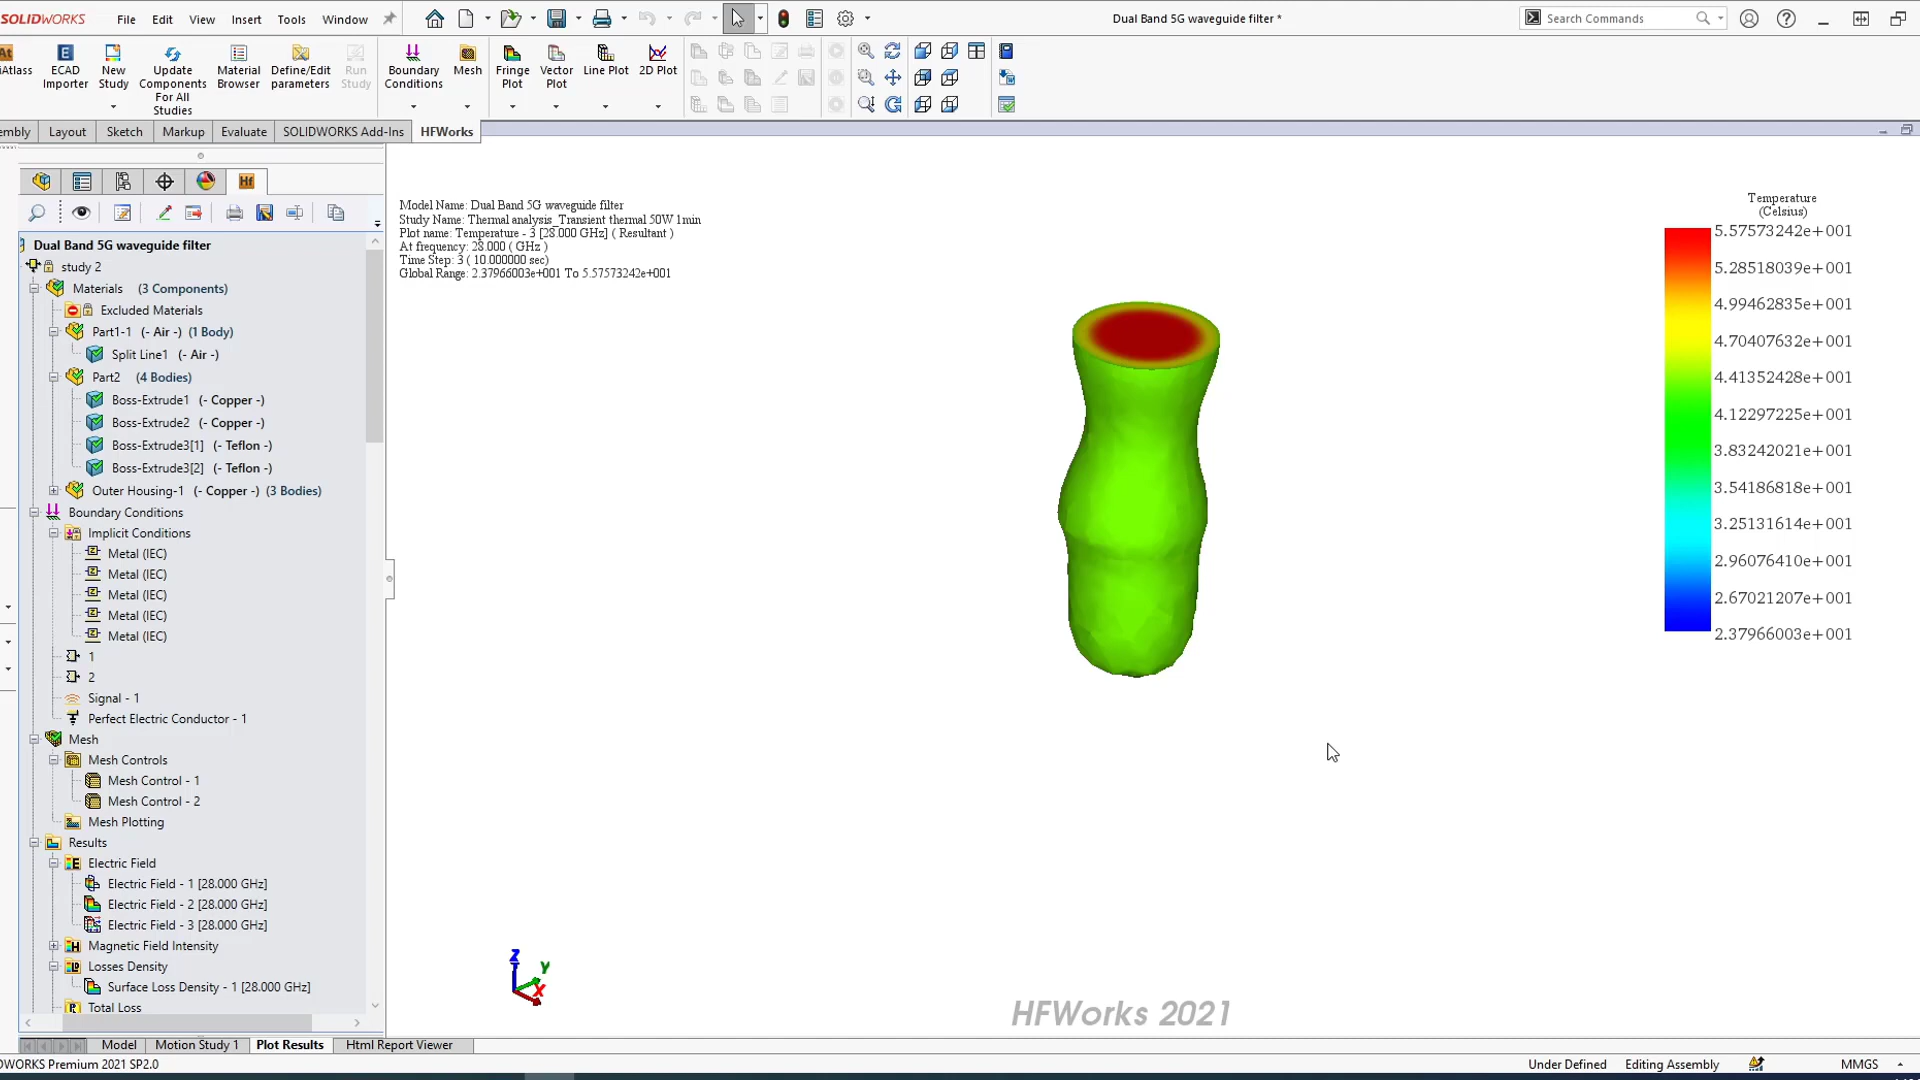 SOLIDWORKS File Edit View Insert Tools Window
Dual Band 5G waveguide filter *
Search Commands
Atlass
ECAD Importer
New Study
Update Components For All Studies
Material Browser
Define/Edit parameters
Run Study
Boundary Conditions
Mesh
Fringe Plot
Vector Plot
Line Plot
2D Plot
embly Layout Sketch Markup Evaluate SOLIDWORKS Add-Ins HFWorks
Dual Band 5G waveguide filter
study 2
Materials (3 Components)
Excluded Materials
Part1-1 (- Air -) (1 Body)
Split Line1 (- Air -)
Part2 (4 Bodies)
Boss-Extrude1 (- Copper -)
Boss-Extrude2 (- Copper -)
Boss-Extrude3[1] (- Teflon -)
Boss-Extrude3[2] (- Teflon -)
Outer Housing-1 (- Copper -) (3 Bodies)
Boundary Conditions
Implicit Conditions
Metal (IEC)
Metal (IEC)
Metal (IEC)
Metal (IEC)
Metal (IEC)
1
2
Signal - 1
Perfect Electric Conductor - 1
Mesh
Mesh Controls
Mesh Control - 1
Mesh Control - 2
Mesh Plotting
Results
Electric Field
Electric Field - 1 [28.000 GHz]
Electric Field - 2 [28.000 GHz]
Electric Field - 3 [28.000 GHz]
Magnetic Field Intensity
Losses Density
Surface Loss Density - 1 [28.000 GHz]
Total Loss
Model Name: Dual Band 5G waveguide filter
Study Name: Thermal analysis_Transient thermal 50W 1min
Plot name: Temperature - 3 [28.000 GHz] ( Resultant )
At frequency: 28.000 ( GHz )
Time Step: 3 ( 10.000000 sec)
Global Range: 2.37966003e+001 To 5.57573242e+001
Temperature
(Celsius)
5.57573242e+001
5.28518039e+001
4.99462835e+001
4.70407632e+001
4.41352428e+001
4.12297225e+001
3.83242021e+001
3.54186818e+001
3.25131614e+001
2.96076410e+001
2.67021207e+001
2.37966003e+001
Z
Y
X
HFWorks 2021
Model Motion Study 1 Plot Results Html Report Viewer
DWORKS Premium 2021 SP2.0
Under Defined Editing Assembly MMGS